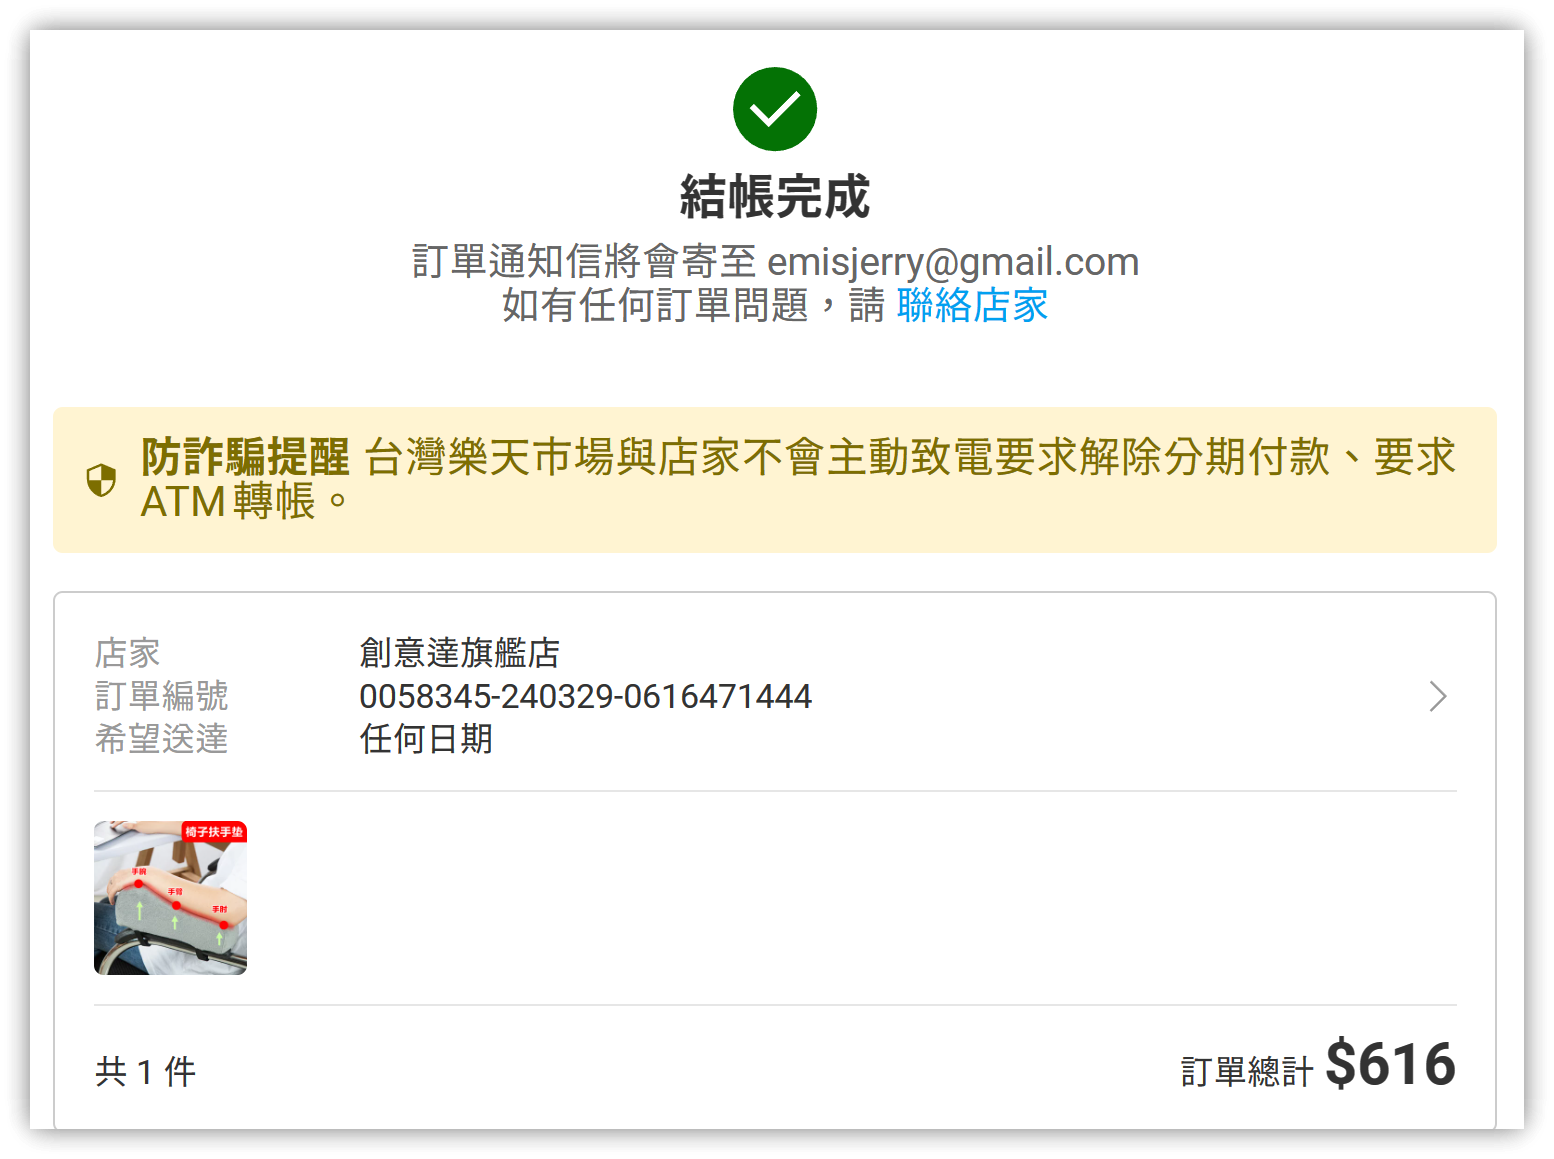 結帳完成
訂單通知信將會寄至 emisjerry@gmail.com
如有任何訂單問題，請 聯絡店家
防詐騙提醒 台灣樂天市場與店家不會主動致電要求解除分期付款、要求
ATM 轉帳。
店家 創意達旗艦店
訂單編號 0058345-240329-0616471444
希望送達 任何日期
椅子扶手垫
手腕
手臂
手肘
共 1 件 訂單總計 $616